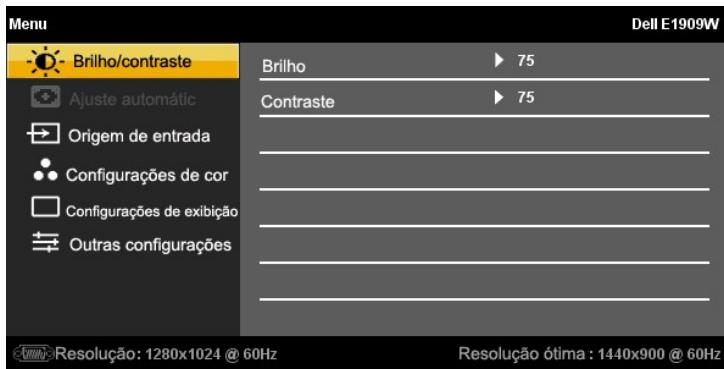 Menu Dell E1909W
Brilho/contraste
Brilho 75
Ajuste automátic
Contraste 75
Origem de entrada
Configurações de cor
Configurações de exibição
Outras configurações
Resolução: 1280x1024 @ 60Hz Resolução ótima : 1440x900 @ 60Hz